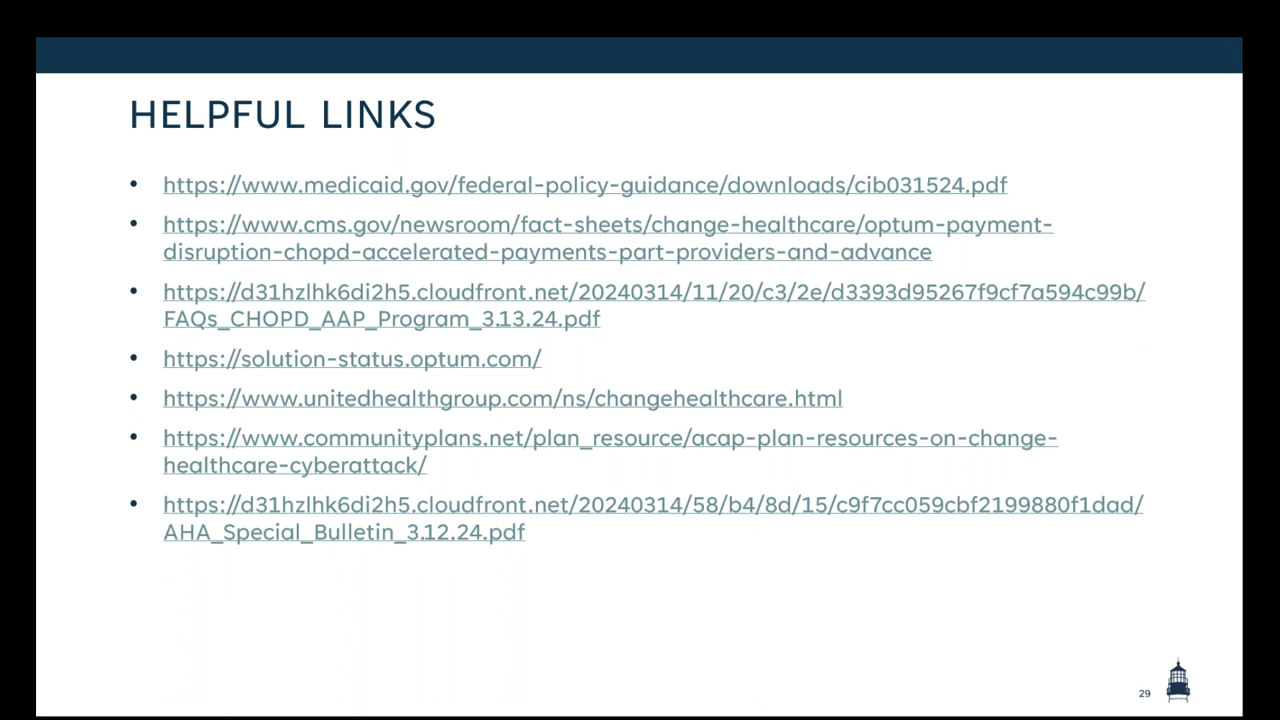 HELPFUL LINKS
• https://www.medicaid.gov/federal-policy-guidance/downloads/cib031524.pdf
• https://www.cms.gov/newsroom/fact-sheets/change-healthcare/optum-payment-
disruption-chopd-accelerated-payments-part-providers-and-advance
• https://d31hzlhk6di2h5.cloudfront.net/20240314/11/20/c3/2e/d3393d95267f9cf7a594c99b/
FAQs_CHOPD_AAP_Program_3.13.24.pdf
• https://solution-status.optum.com/
• https://www.unitedhealthgroup.com/ns/changehealthcare.html
• https://www.communityplans.net/plan_resource/acap-plan-resources-on-change-
healthcare-cyberattack/
• https://d31hzlhk6di2h5.cloudfront.net/20240314/58/b4/8d/15/c9f7cc059cbf2199880f1dad/
AHA_Special_Bulletin_3.12.24.pdf
29